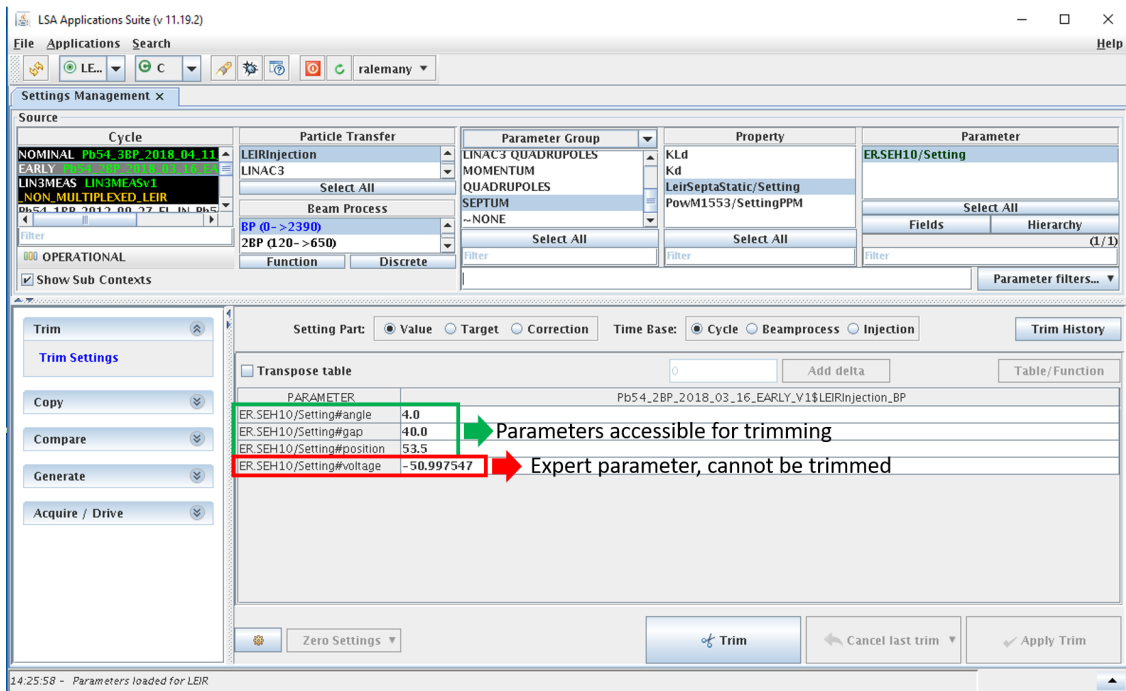 LSA Applications Suite (v 11.19.2)
File Applications Search Help
LE... C ralemany
Settings Management
Source
Cycle
NOMINAL Pb54_3BP_2018_04_11
EARLY Pb54_2BP_2018_03_16_EA
LIN3MEAS LIN3MEASv1
_NON_MULTIPLEXED_LEIR
Pb54_1BP_2012_09_27_EI_IN_Pb5
Filter
OPERATIONAL
Show Sub Contexts
Particle Transfer
LEIRInjection
LINAC3
Select All
Beam Process
BP (0->2390)
2BP (120->650)
Function Discrete
Parameter Group
LINAC3 QUADRUPOLES
MOMENTUM
QUADRUPOLES
SEPTUM
~NONE
Select All
Filter
Property
KLd
Kd
LeirSeptaStatic/Setting
PowM1553/SettingPPM
Select All
Filter
Parameter
ER.SEH10/Setting
Select All
Fields Hierarchy
(1/1)
Filter
Parameter filters...
Trim
Trim Settings
Copy
Compare
Generate
Acquire / Drive
Setting Part: Value Target Correction Time Base: Cycle Beamprocess Injection Trim History
Transpose table 0 Add delta Table/Function
PARAMETER Pb54_2BP_2018_03_16_EARLY_V1$LEIRInjection_BP
ER.SEH10/Setting#angle 4.0
ER.SEH10/Setting#gap 40.0
Parameters accessible for trimming
ER.SEH10/Setting#position 53.5
ER.SEH10/Setting#voltage -50.997547
Expert parameter, cannot be trimmed
Zero Settings Trim Cancel last trim Apply Trim
14:25:58 - Parameters loaded for LEIR